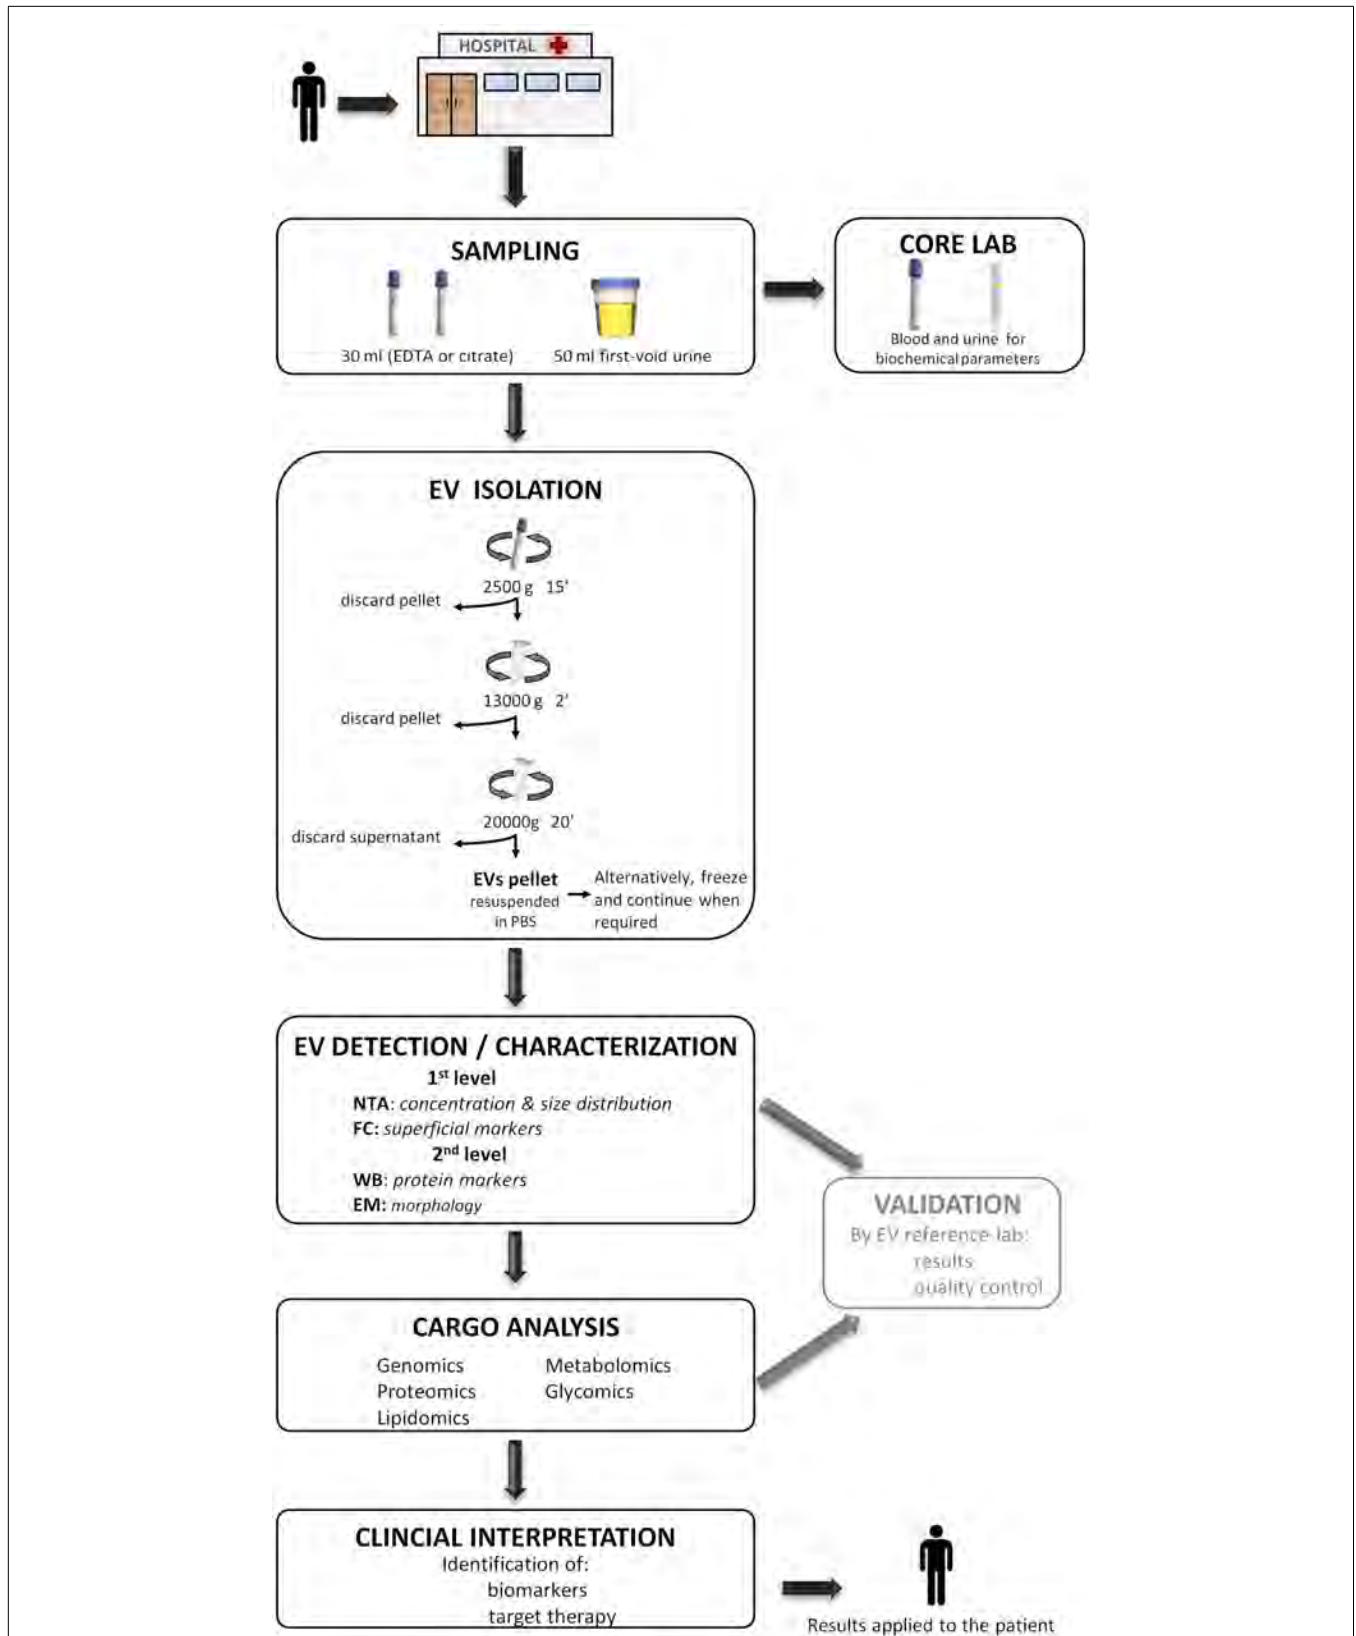 HOSPITAL
SAMPLING
30 ml (EDTA or citrate)
50 ml first-void urine
CORE LAB
Blood and urine for
biochemical parameters
EV ISOLATION
2500 g 15'
discard pellet
13000 g 2'
discard pellet
20000g 20'
discard supernatant
EVs pellet
resuspended
in PBS
Alternatively, freeze
and continue when
required
EV DETECTION / CHARACTERIZATION
1st level
NTA: concentration & size distribution
FC: superficial markers
2nd level
WB: protein markers
EM: morphology
VALIDATION
By EV reference lab:
results
quality control
CARGO ANALYSIS
Genomics
Proteomics
Lipidomics
Metabolomics
Glycomics
CLINCIAL INTERPRETATION
Identification of:
biomarkers
target therapy
Results applied to the patient